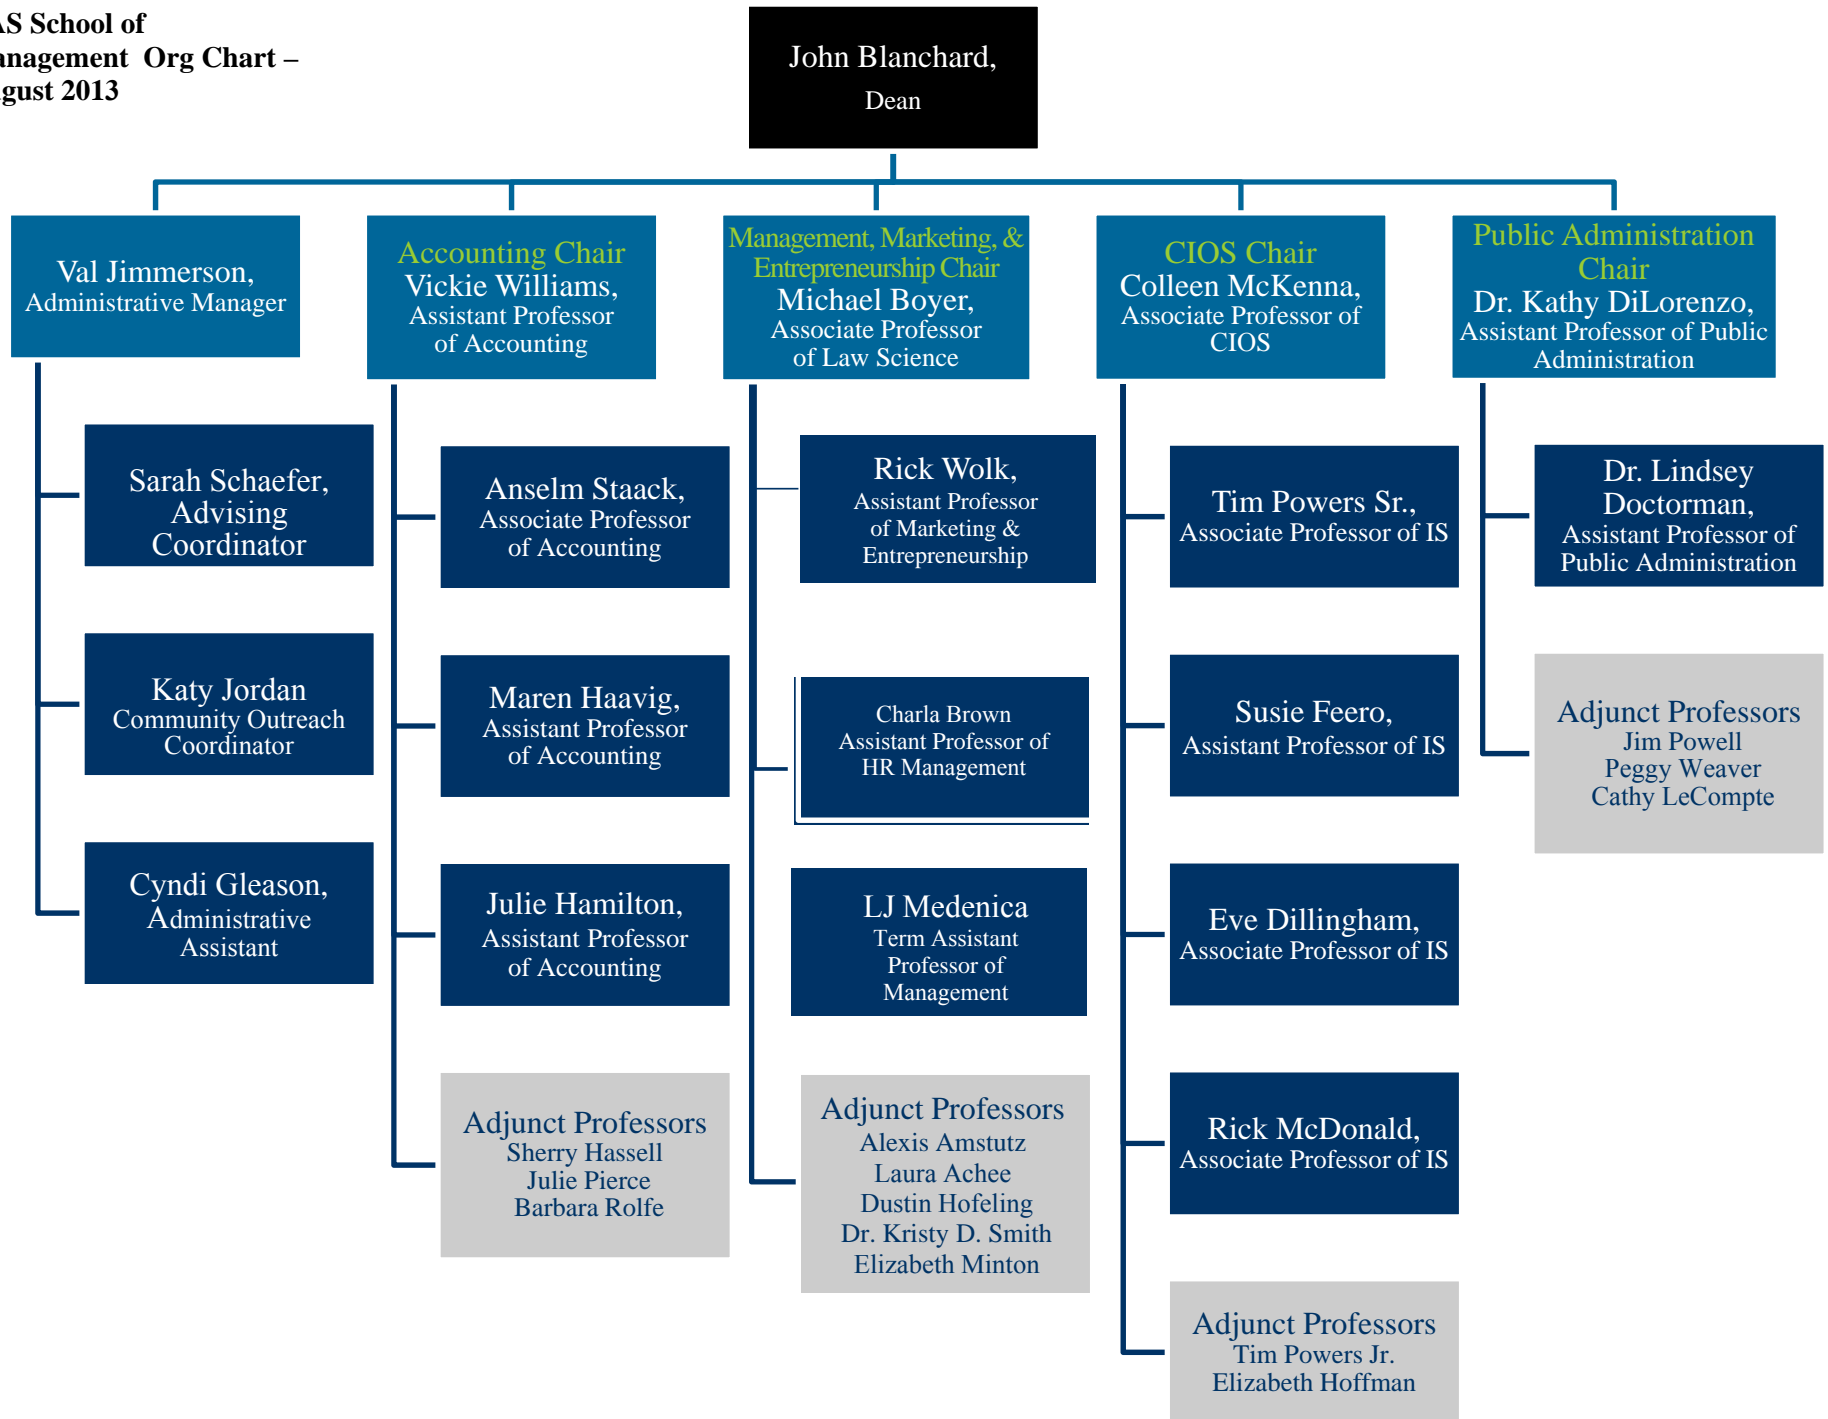 AS School of
anagement Org Chart –
gust 2013
John Blanchard,
Dean
Val Jimmerson,
Administrative Manager
Sarah Schaefer,
Advising
Coordinator
Katy Jordan
Community Outreach
Coordinator
Cyndi Gleason,
Administrative
Assistant
Accounting Chair
Vickie Williams,
Assistant Professor
of Accounting
Anselm Staack,
Associate Professor
of Accounting
Maren Haavig,
Assistant Professor
of Accounting
Julie Hamilton,
Assistant Professor
of Accounting
Adjunct Professors
Sherry Hassell
Julie Pierce
Barbara Rolfe
Management, Marketing, &
Entrepreneurship Chair
Michael Boyer,
Associate Professor
of Law Science
Rick Wolk,
Assistant Professor
of Marketing &
Entrepreneurship
Charla Brown
Assistant Professor of
HR Management
LJ Medenica
Term Assistant
Professor of
Management
Adjunct Professors
Alexis Amstutz
Laura Achee
Dustin Hofeling
Dr. Kristy D. Smith
Elizabeth Minton
CIOS Chair
Colleen McKenna,
Associate Professor of
CIOS
Tim Powers Sr.,
Associate Professor of IS
Susie Feero,
Assistant Professor of IS
Eve Dillingham,
Associate Professor of IS
Rick McDonald,
Associate Professor of IS
Adjunct Professors
Tim Powers Jr.
Elizabeth Hoffman
Public Administration
Chair
Dr. Kathy DiLorenzo,
Assistant Professor of Public
Administration
Dr. Lindsey
Doctorman,
Assistant Professor of
Public Administration
Adjunct Professors
Jim Powell
Peggy Weaver
Cathy LeCompte